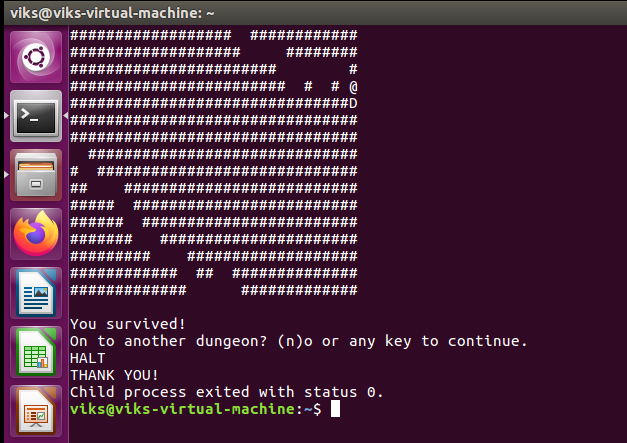 viks@viks-virtual-machine: ~
##################  ############
###################     ########
#######################        #
########################  #  # @
###############################D
################################
################################
  ##############################
#  #############################
##    ##########################
#####  #########################
######  ########################
#######   ######################
#########    ###################
############  ##  ##############
#############      #############
You survived!
On to another dungeon? (n)o or any key to continue.
HALT
THANK YOU!
Child process exited with status 0.
viks@viks-virtual-machine:~$